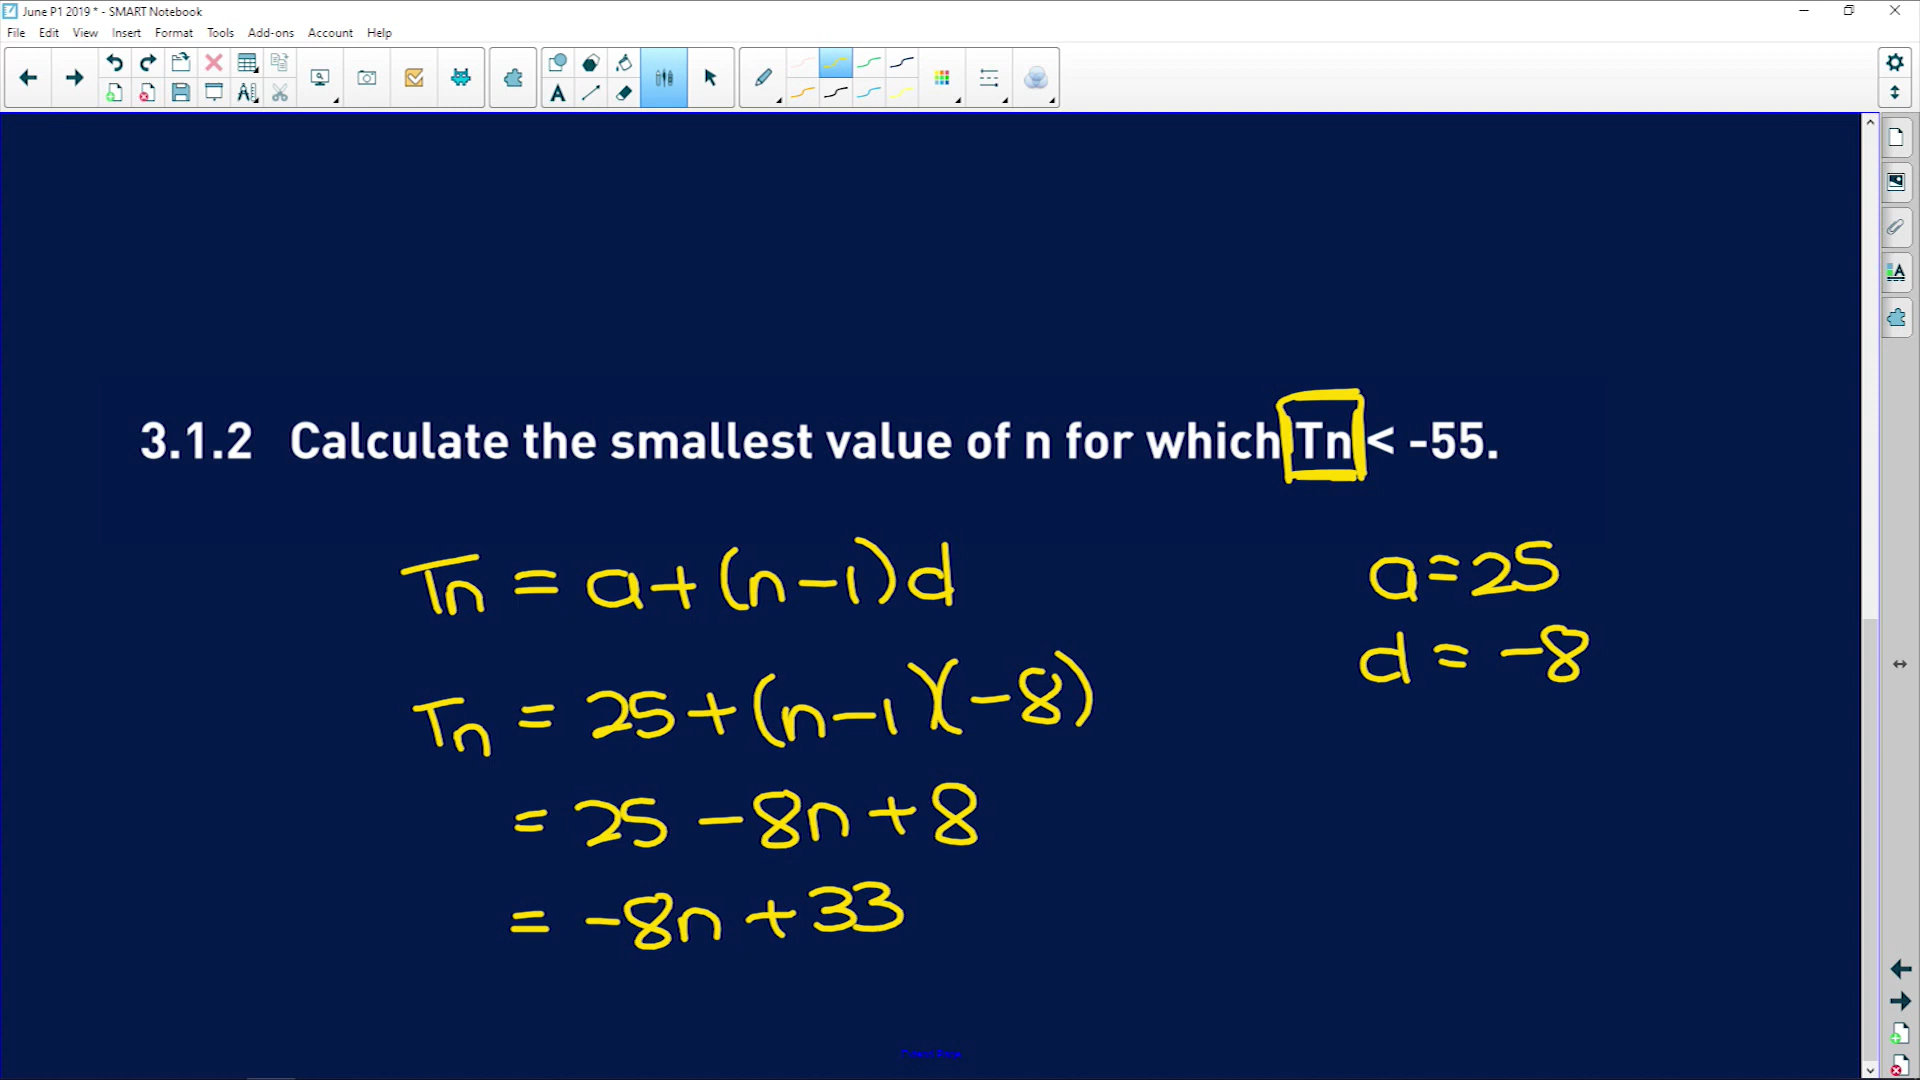 June P1 2019 * - SMART Notebook
File Edit View Insert Format Tools Add-ons Account Help
3.1.2 Calculate the smallest value of n for which Tn < -55.
Tn = a + (n-1)d
a = 25
d = -8
Tn = 25 + (n-1)(-8)
= 25 - 8n + 8
= -8n + 33